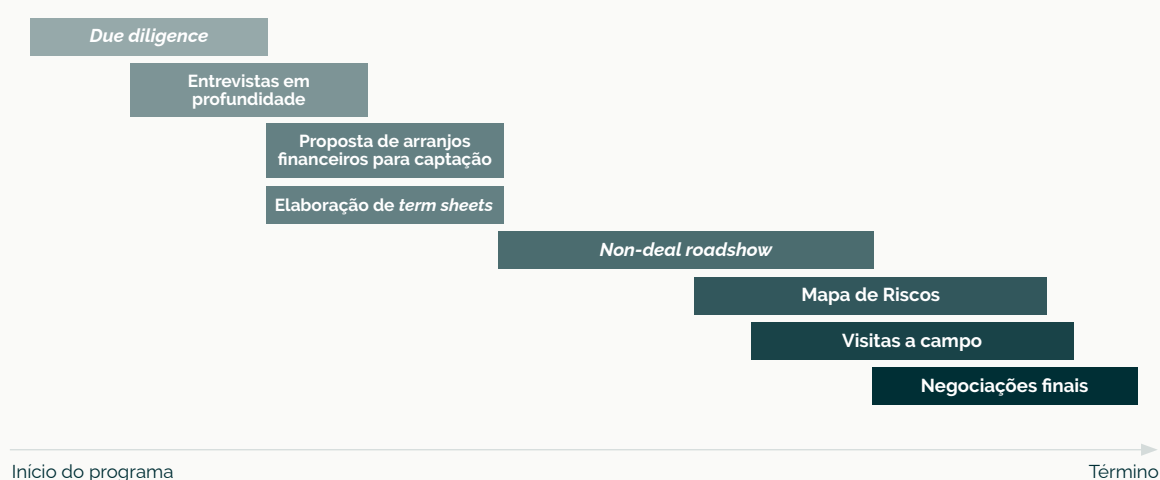 Due diligence
Entrevistas em
profundidade
Proposta de arranjos
financeiros para captação
Elaboração de term sheets
Non-deal roadshow
Mapa de Riscos
Visitas a campo
Negociações finais
Início do programa
Término